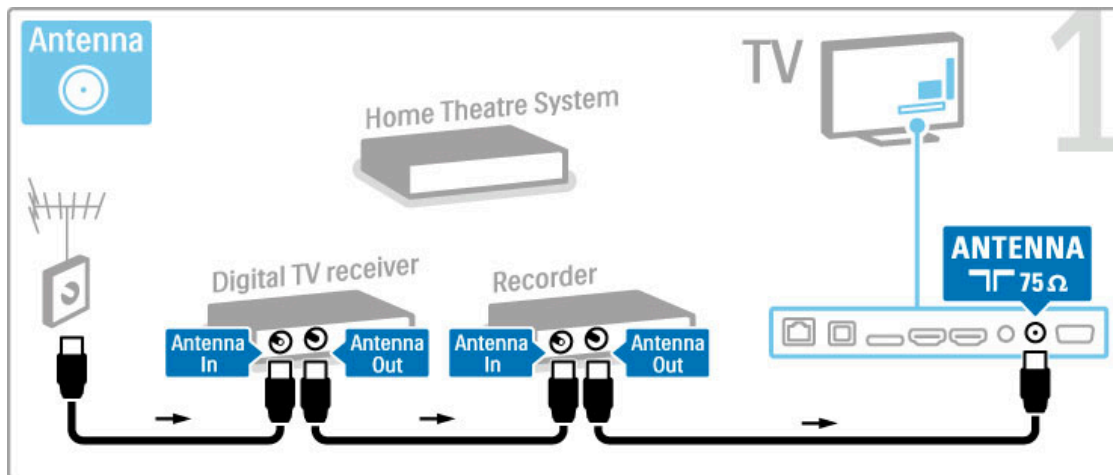 Antenna
TV
1
Home Theatre System
ANTENNA
75 Ω
Digital TV receiver
Recorder
Antenna
In
Antenna
Out
Antenna
In
Antenna
Out